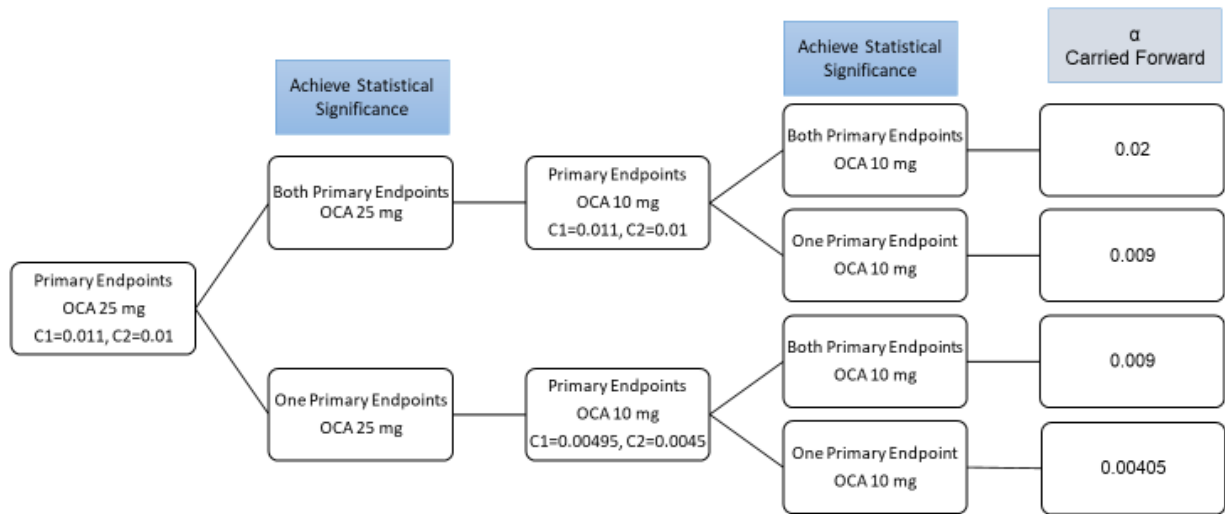 Achieve Statistical
Significance
Achieve Statistical
Significance
α
Carried Forward
Primary Endpoints
OCA 25 mg
C1=0.011, C2=0.01
Both Primary Endpoints
OCA 25 mg
One Primary Endpoints
OCA 25 mg
Primary Endpoints
OCA 10 mg
C1=0.011, C2=0.01
Primary Endpoints
OCA 10 mg
C1=0.00495, C2=0.0045
Both Primary Endpoints
OCA 10 mg
0.02
One Primary Endpoint
OCA 10 mg
0.009
Both Primary Endpoints
OCA 10 mg
0.009
One Primary Endpoint
OCA 10 mg
0.00405